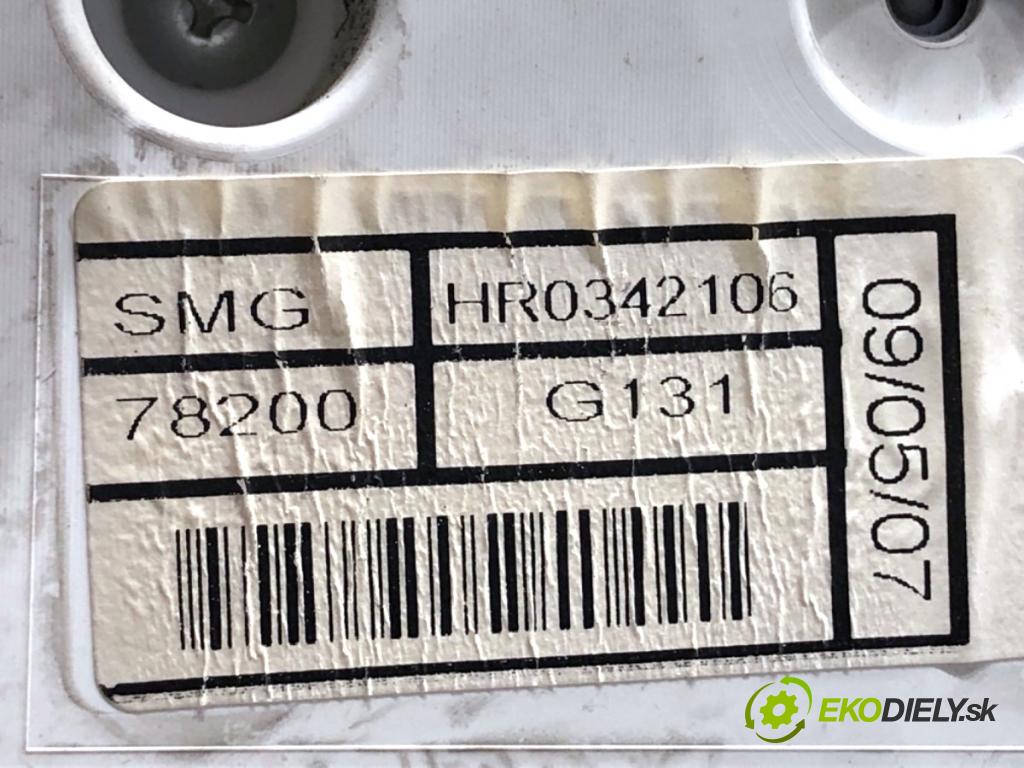 SMG
HR0342106
78200
G131
09/05/07
EKODIELY.sk